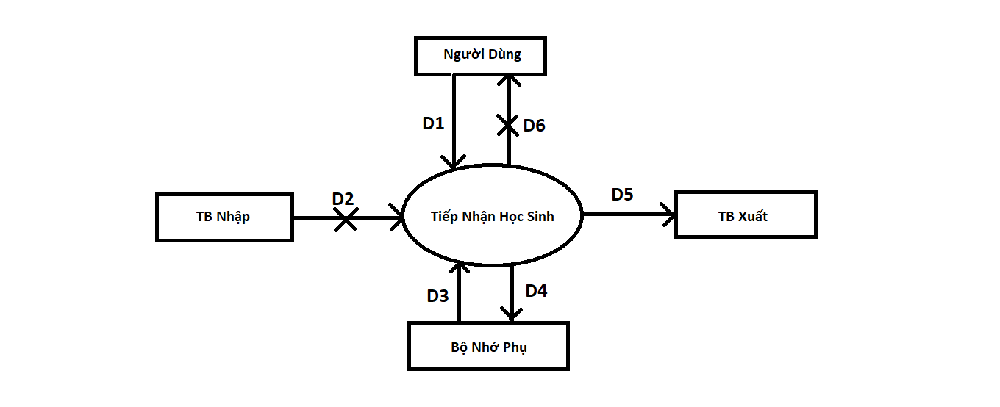 Người Dùng
D1
D6
D2
TB Nhập
Tiếp Nhận Học Sinh
D5
TB Xuất
D3
D4
Bộ Nhớ Phụ